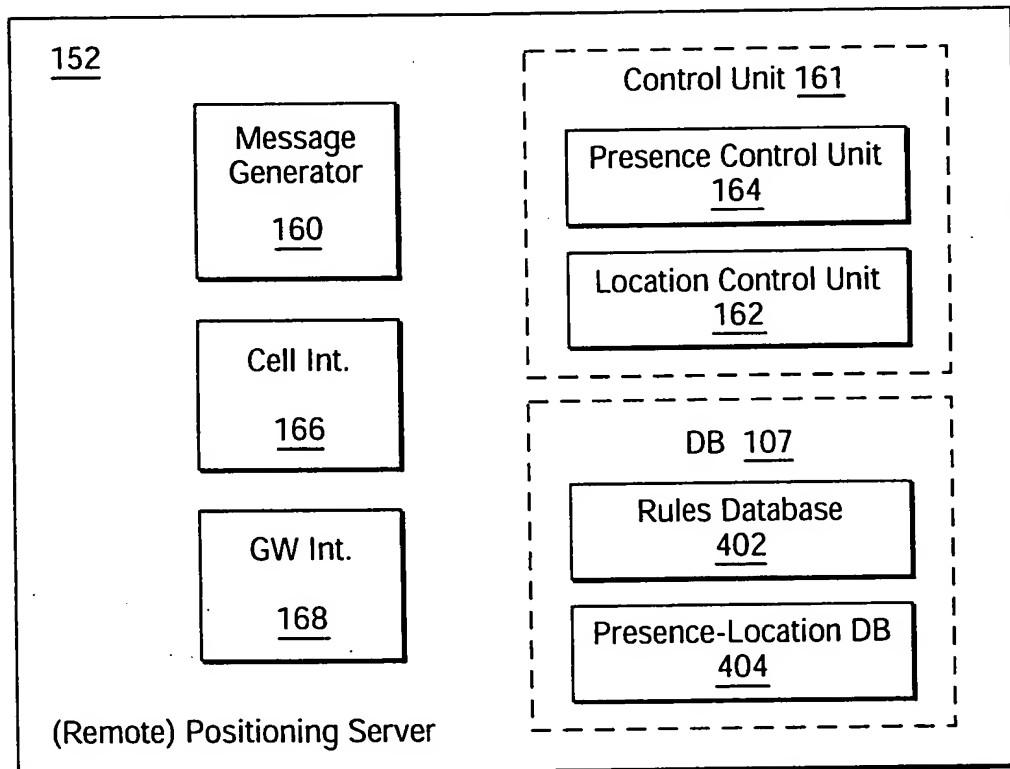 152
Message
Generator
160
Cell Int.
166
GW Int.
168
(Remote) Positioning Server
Control Unit 161
Presence Control Unit
164
Location Control Unit
162
DB 107
Rules Database
402
Presence-Location DB
404